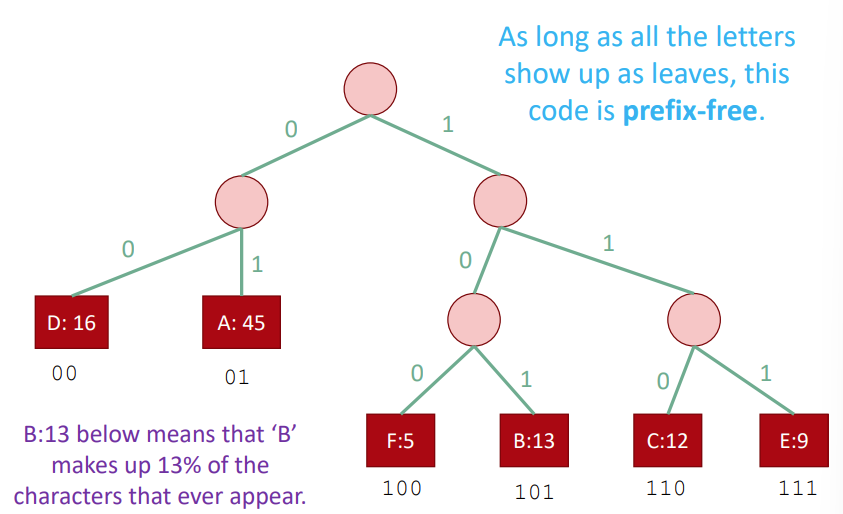 As long as all the letters
show up as leaves, this
code is prefix-free.
0
1
0
1
0
1
D: 16
A: 45
00
01
0
1
0
1
B:13 below means that ‘B’
makes up 13% of the
characters that ever appear.
F:5
B:13
C:12
E:9
100
101
110
111